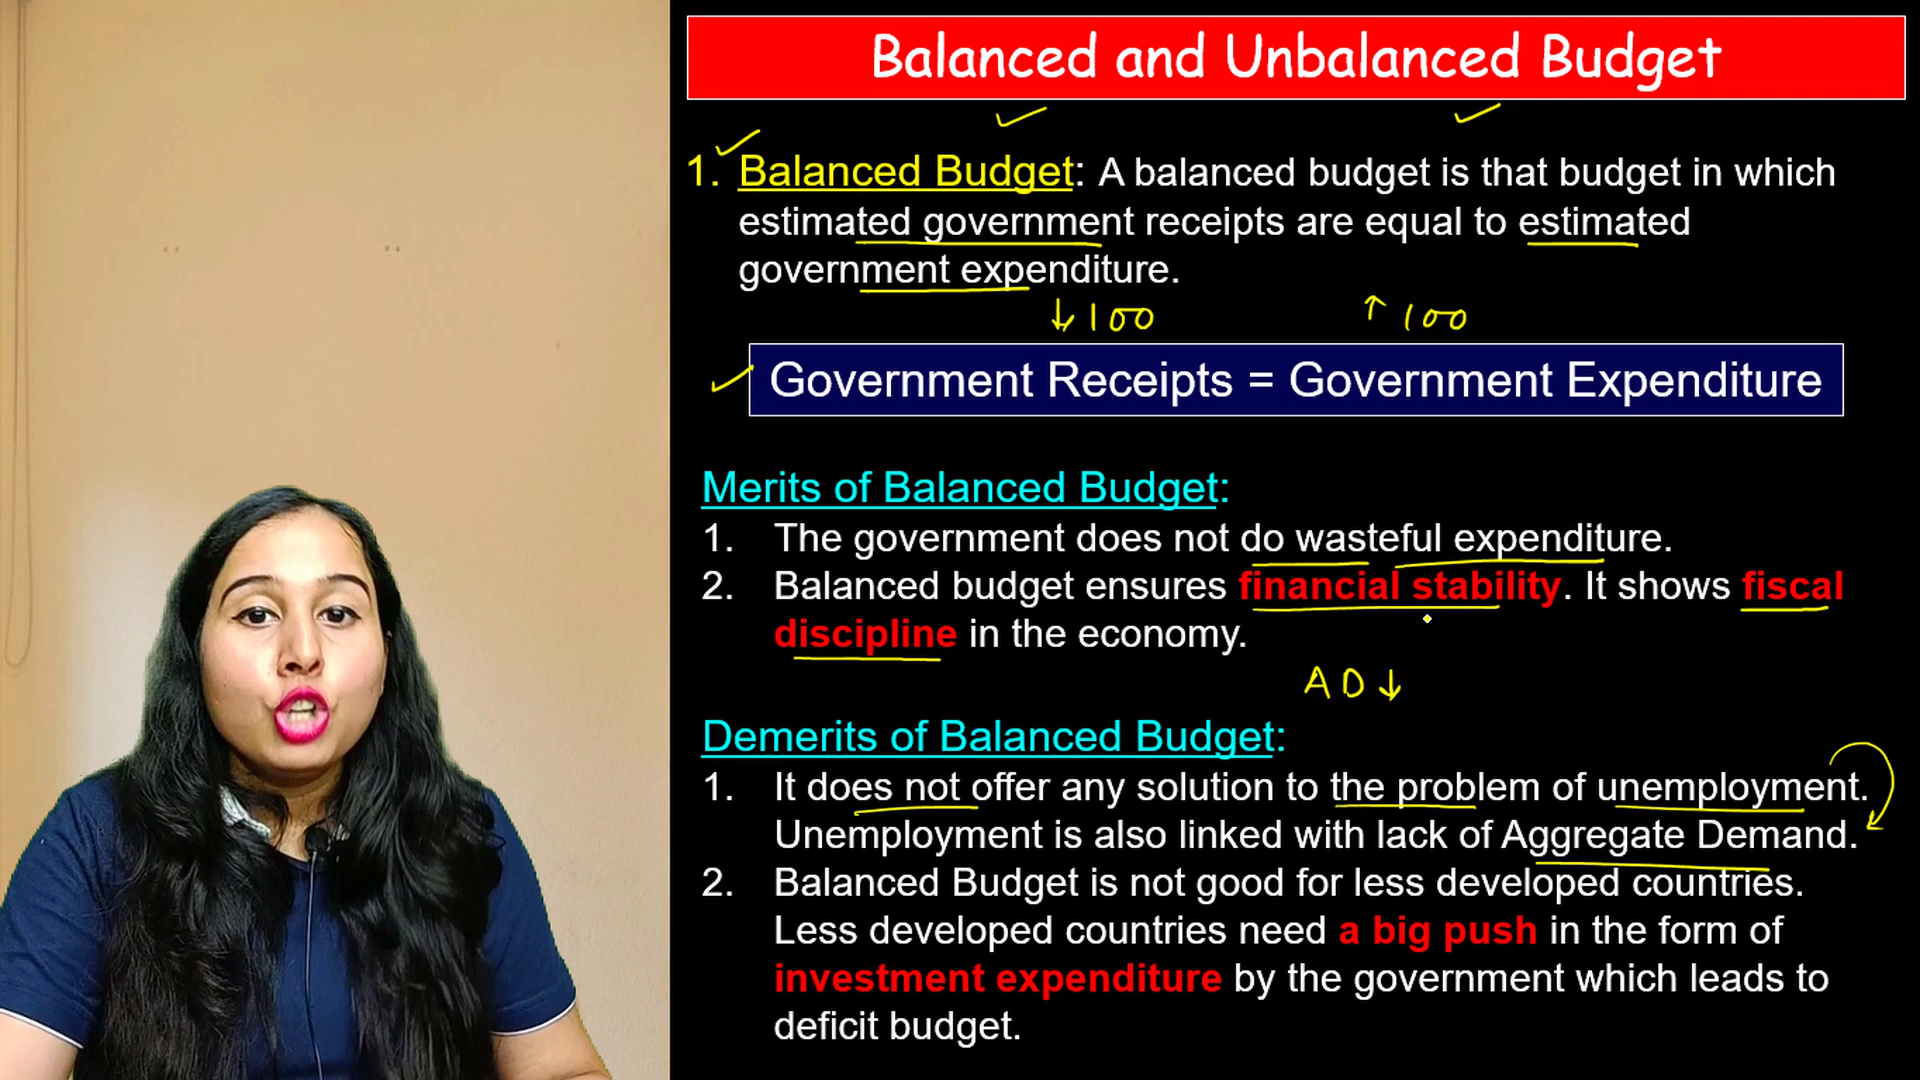 Balanced and Unbalanced Budget
1. Balanced Budget: A balanced budget is that budget in which
estimated government receipts are equal to estimated
government expenditure.
↓ 100 ↑ 100
Government Receipts = Government Expenditure
Merits of Balanced Budget:
1. The government does not do wasteful expenditure.
2. Balanced budget ensures financial stability. It shows fiscal
discipline in the economy.
AD ↓
Demerits of Balanced Budget:
1. It does not offer any solution to the problem of unemployment.
Unemployment is also linked with lack of Aggregate Demand.
2. Balanced Budget is not good for less developed countries.
Less developed countries need a big push in the form of
investment expenditure by the government which leads to
deficit budget.